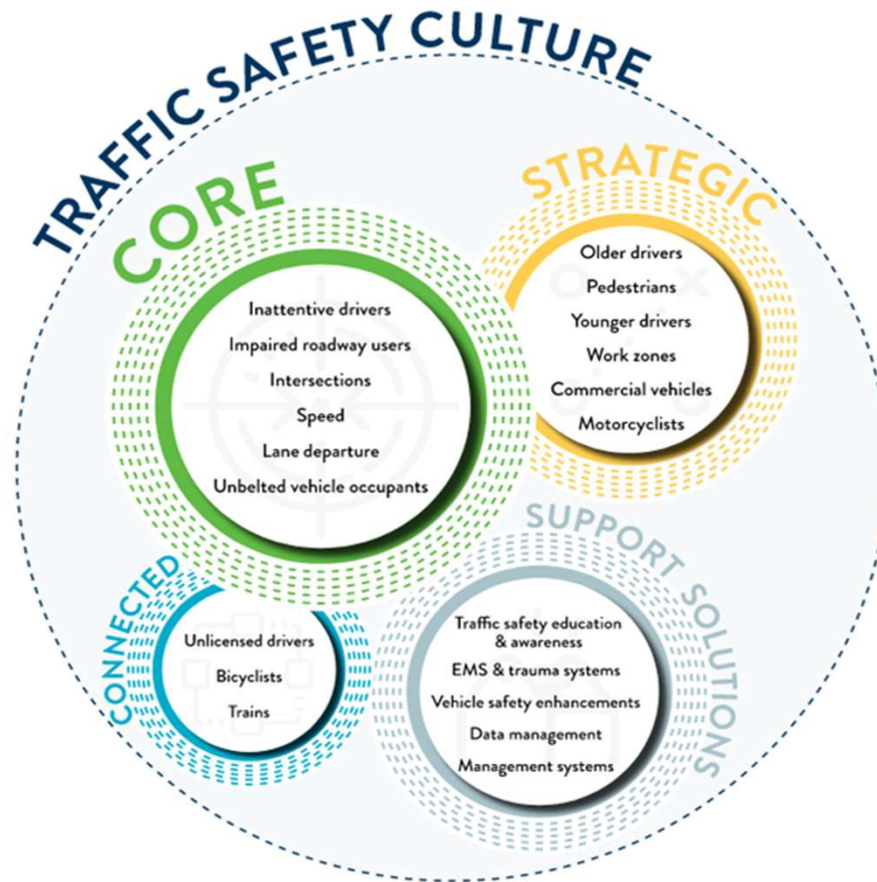 TRAFFIC SAFETY CULTURE
CORE
Inattentive drivers
Impaired roadway users
Intersections
Speed
Lane departure
Unbelted vehicle occupants
STRATEGIC
Older drivers
Pedestrians
Younger drivers
Work zones
Commercial vehicles
Motorcyclists
CONNECTED
Unlicensed drivers
Bicyclists
Trains
SUPPORT SOLUTIONS
Traffic safety education
& awareness
EMS & trauma systems
Vehicle safety enhancements
Data management
Management systems